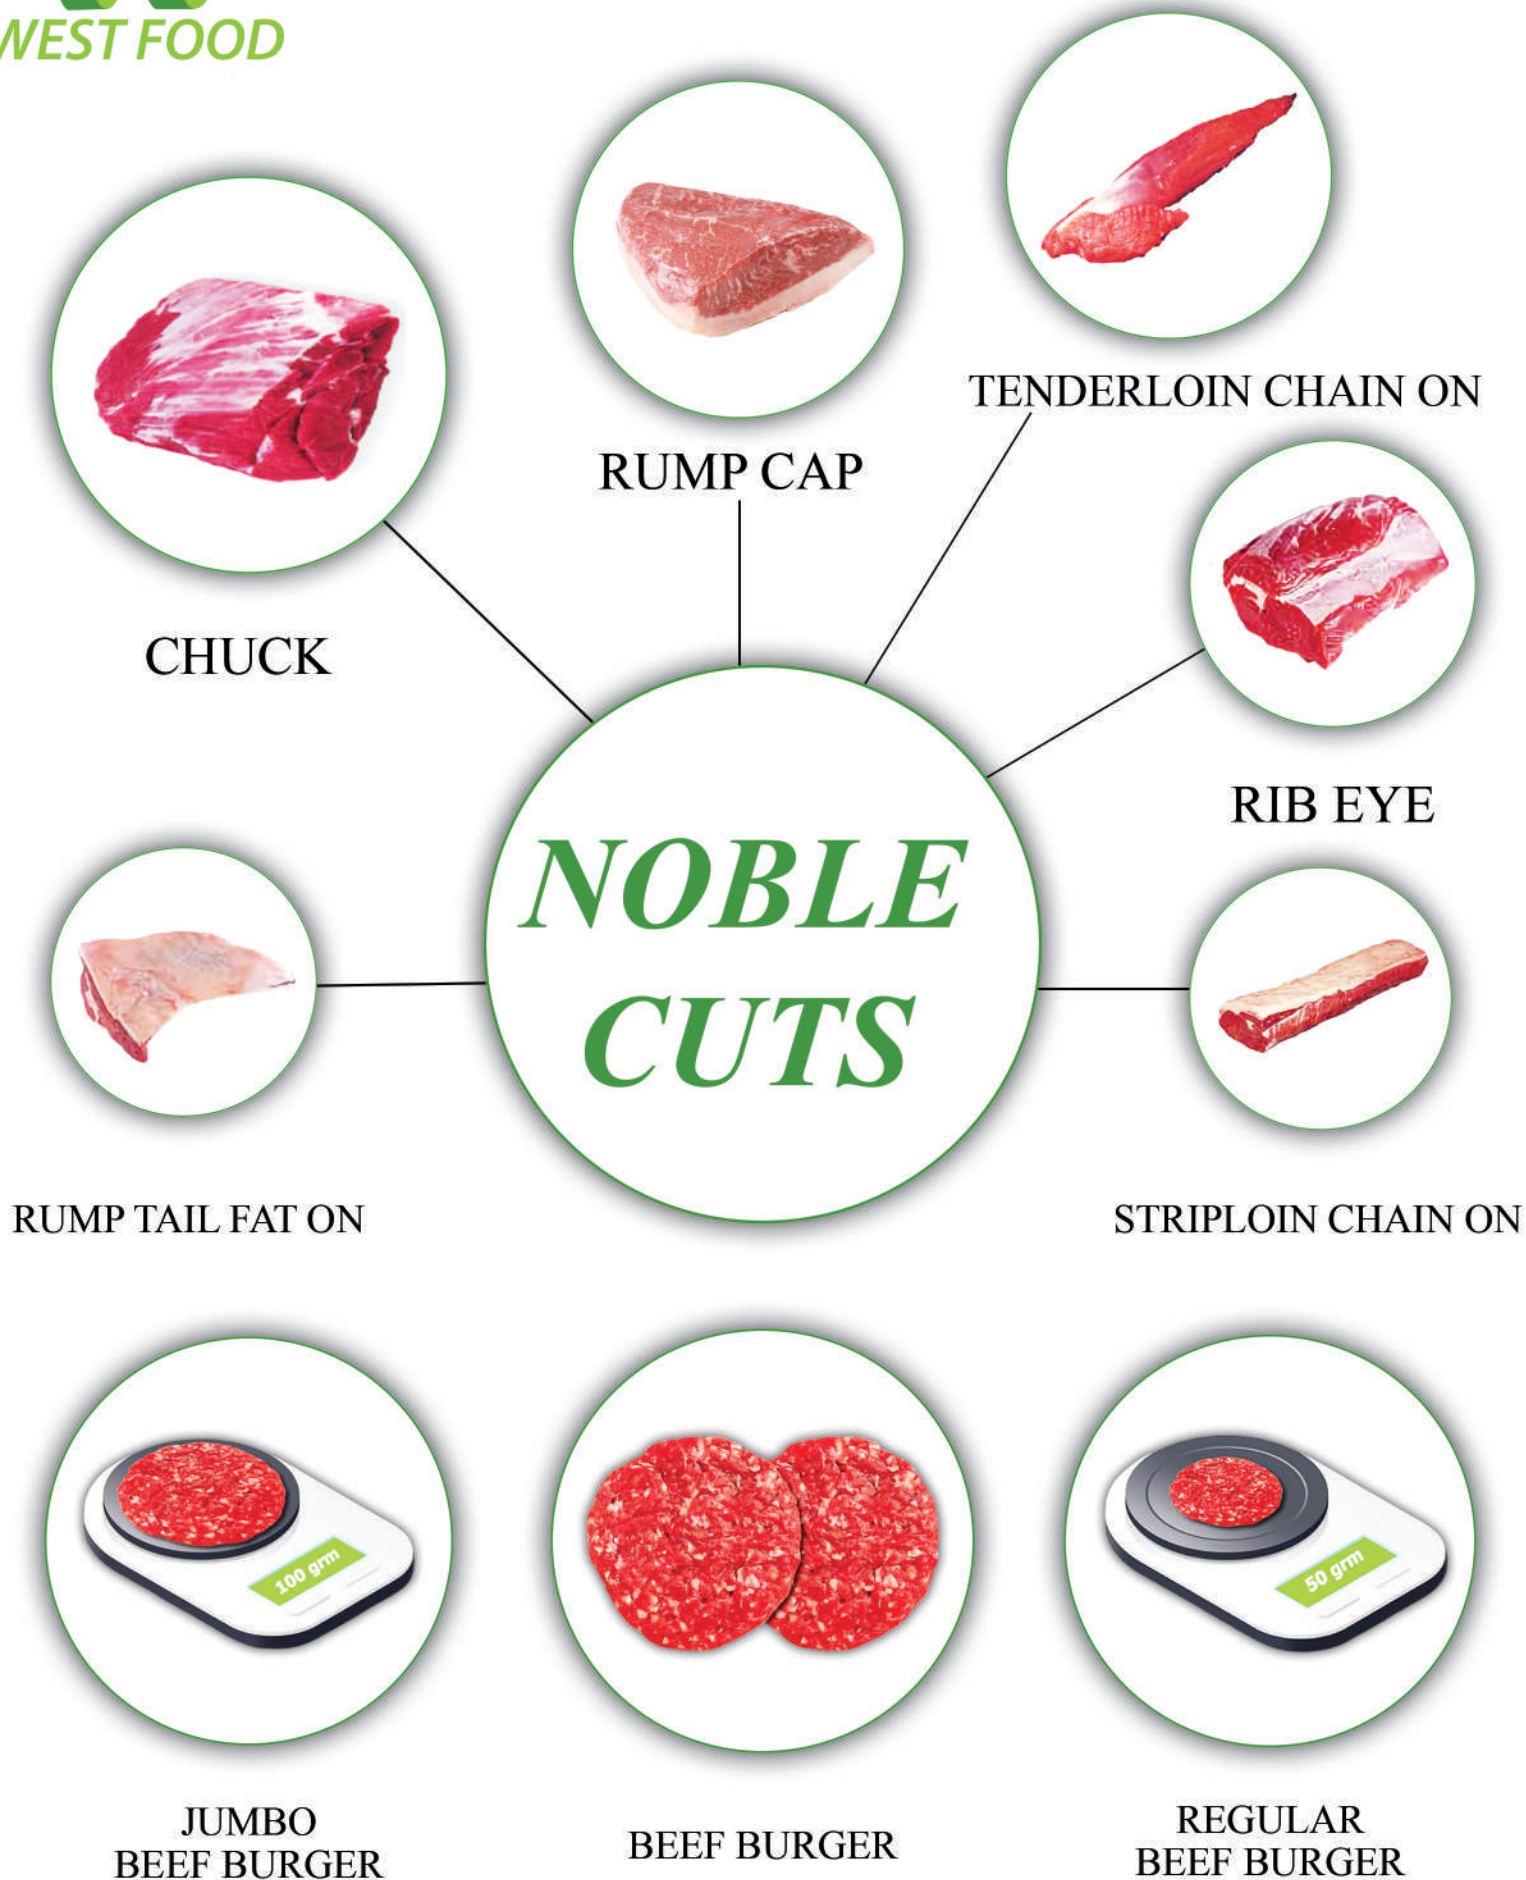 WEST FOOD
TENDERLOIN CHAIN ON
RUMP CAP
CHUCK
RIB EYE
NOBLE
CUTS
RUMP TAIL FAT ON
STRIPLOIN CHAIN ON
100 grm
50 grm
JUMBO
BEEF BURGER
BEEF BURGER
REGULAR
BEEF BURGER